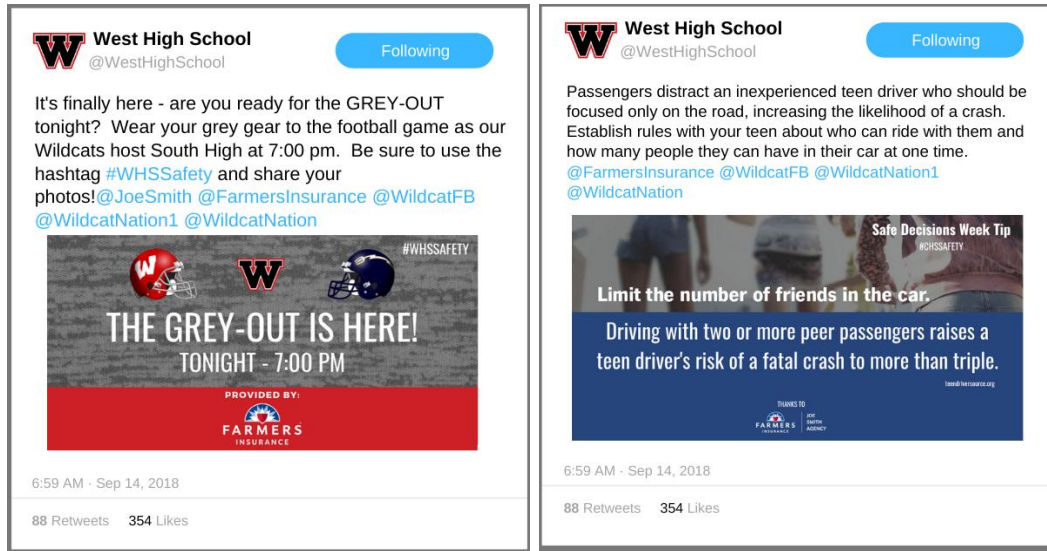 West High School
@WestHighSchool
Following
It's finally here - are you ready for the GREY-OUT
tonight?  Wear your grey gear to the football game as our
Wildcats host South High at 7:00 pm.  Be sure to use the
hashtag #WHSSafety and share your
photos!@JoeSmith @FarmersInsurance @WildcatFB
@WildcatNation1 @WildcatNation
#WHSSAFETY
THE GREY-OUT IS HERE!
TONIGHT - 7:00 PM
PROVIDED BY:
FARMERS
INSURANCE
6:59 AM · Sep 14, 2018
88 Retweets 354 Likes
West High School
@WestHighSchool
Following
Passengers distract an inexperienced teen driver who should be
focused only on the road, increasing the likelihood of a crash.
Establish rules with your teen about who can ride with them and
how many people they can have in their car at one time.
@FarmersInsurance @WildcatFB @WildcatNation1
@WildcatNation
Safe Decisions Week Tip
#CHSSAFETY
Limit the number of friends in the car.
Driving with two or more peer passengers raises a
teen driver's risk of a fatal crash to more than triple.
teendriversource.org
THANKS TO
FARMERS
INSURANCE
JOE
SMITH
AGENCY
6:59 AM · Sep 14, 2018
88 Retweets 354 Likes